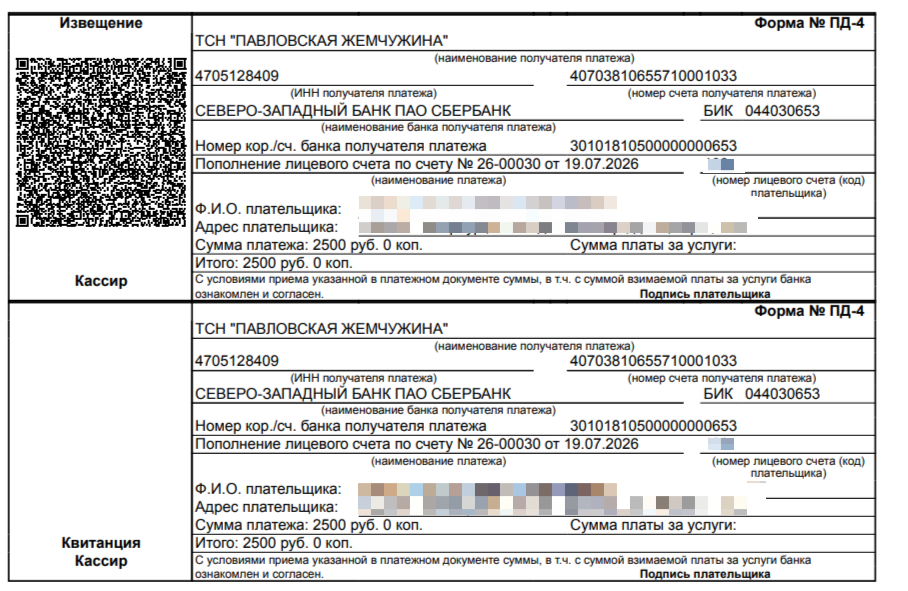 Извещение
Форма № ПД-4
ТСН "ПАВЛОВСКАЯ ЖЕМЧУЖИНА"
(наименование получателя платежа)
4705128409 40703810655710001033
(ИНН получателя платежа) (номер счета получателя платежа)
СЕВЕРО-ЗАПАДНЫЙ БАНК ПАО СБЕРБАНК БИК 044030653
(наименование банка получателя платежа)
Номер кор./сч. банка получателя платежа 30101810500000000653
Пополнение лицевого счета по счету № 26-00030 от 19.07.2026
(наименование платежа) (номер лицевого счета (код)
плательщика)
Ф.И.О. плательщика:
Адрес плательщика:
Сумма платежа: 2500 руб. 0 коп. Сумма платы за услуги:
Итого: 2500 руб. 0 коп.
Кассир
С условиями приема указанной в платежном документе суммы, в т.ч. с суммой взимаемой платы за услуги банка
ознакомлен и согласен. Подпись плательщика
Форма № ПД-4
ТСН "ПАВЛОВСКАЯ ЖЕМЧУЖИНА"
(наименование получателя платежа)
4705128409 40703810655710001033
(ИНН получателя платежа) (номер счета получателя платежа)
СЕВЕРО-ЗАПАДНЫЙ БАНК ПАО СБЕРБАНК БИК 044030653
(наименование банка получателя платежа)
Номер кор./сч. банка получателя платежа 30101810500000000653
Пополнение лицевого счета по счету № 26-00030 от 19.07.2026
(наименование платежа) (номер лицевого счета (код)
плательщика)
Ф.И.О. плательщика:
Адрес плательщика:
Сумма платежа: 2500 руб. 0 коп. Сумма платы за услуги:
Квитанция
Итого: 2500 руб. 0 коп.
Кассир
С условиями приема указанной в платежном документе суммы, в т.ч. с суммой взимаемой платы за услуги банка
ознакомлен и согласен. Подпись плательщика